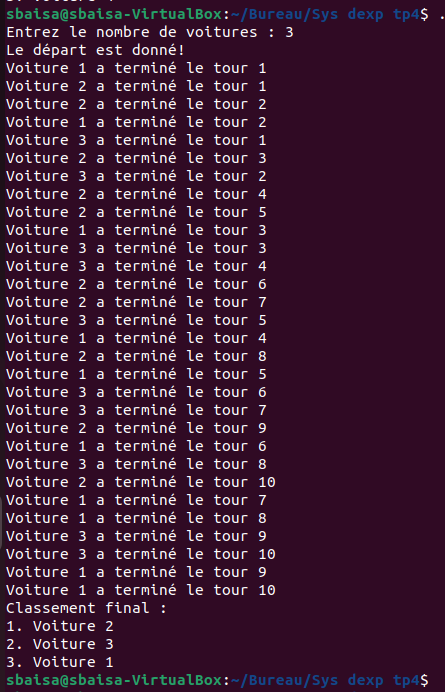 sbaisa@sbaisa-VirtualBox:~/Bureau/Sys dexp tp4$ .
Entrez le nombre de voitures : 3
Le départ est donné!
Voiture 1 a terminé le tour 1
Voiture 2 a terminé le tour 1
Voiture 2 a terminé le tour 2
Voiture 1 a terminé le tour 2
Voiture 3 a terminé le tour 1
Voiture 2 a terminé le tour 3
Voiture 3 a terminé le tour 2
Voiture 2 a terminé le tour 4
Voiture 2 a terminé le tour 5
Voiture 1 a terminé le tour 3
Voiture 3 a terminé le tour 3
Voiture 3 a terminé le tour 4
Voiture 2 a terminé le tour 6
Voiture 2 a terminé le tour 7
Voiture 3 a terminé le tour 5
Voiture 1 a terminé le tour 4
Voiture 2 a terminé le tour 8
Voiture 1 a terminé le tour 5
Voiture 3 a terminé le tour 6
Voiture 3 a terminé le tour 7
Voiture 2 a terminé le tour 9
Voiture 1 a terminé le tour 6
Voiture 3 a terminé le tour 8
Voiture 2 a terminé le tour 10
Voiture 1 a terminé le tour 7
Voiture 1 a terminé le tour 8
Voiture 3 a terminé le tour 9
Voiture 3 a terminé le tour 10
Voiture 1 a terminé le tour 9
Voiture 1 a terminé le tour 10
Classement final :
1. Voiture 2
2. Voiture 3
3. Voiture 1
sbaisa@sbaisa-VirtualBox:~/Bureau/Sys dexp tp4$